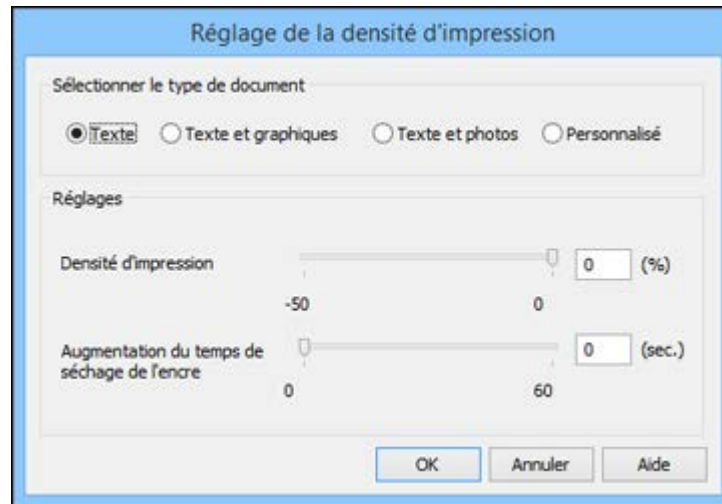 Réglage de la densité d'impression
Sélectionner le type de document
Texte Texte et graphiques Texte et photos Personnalisé
Réglages
Densité d'impression 0 (%)
-50 0
Augmentation du temps de 0 (sec.)
séchage de l'encre
0 60
OK Annuler Aide